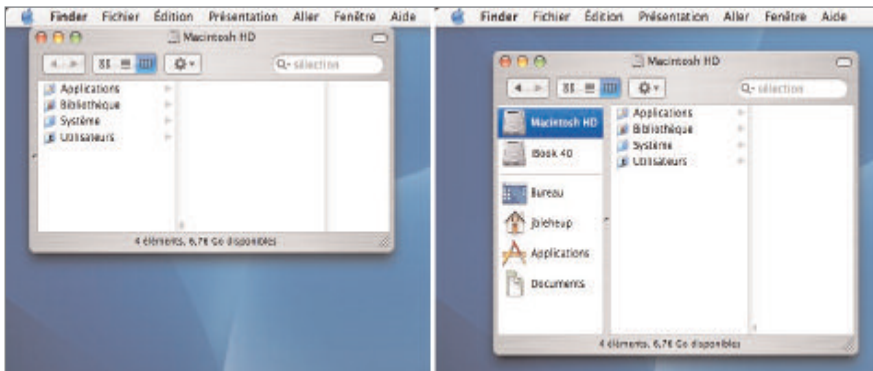 Finder Fichier Édition Présentation Aller Fenêtre Aide
Macintosh HD
sélection
Applications
Bibliothèque
Système
Utilisateurs
4 éléments, 6,76 Go disponibles
Finder Fichier Édition Présentation Aller Fenêtre Aide
Macintosh HD
sélection
Macintosh HD
iBook 40
Bureau
jbieheup
Applications
Documents
Applications
Bibliothèque
Système
Utilisateurs
4 éléments, 6,76 Go disponibles